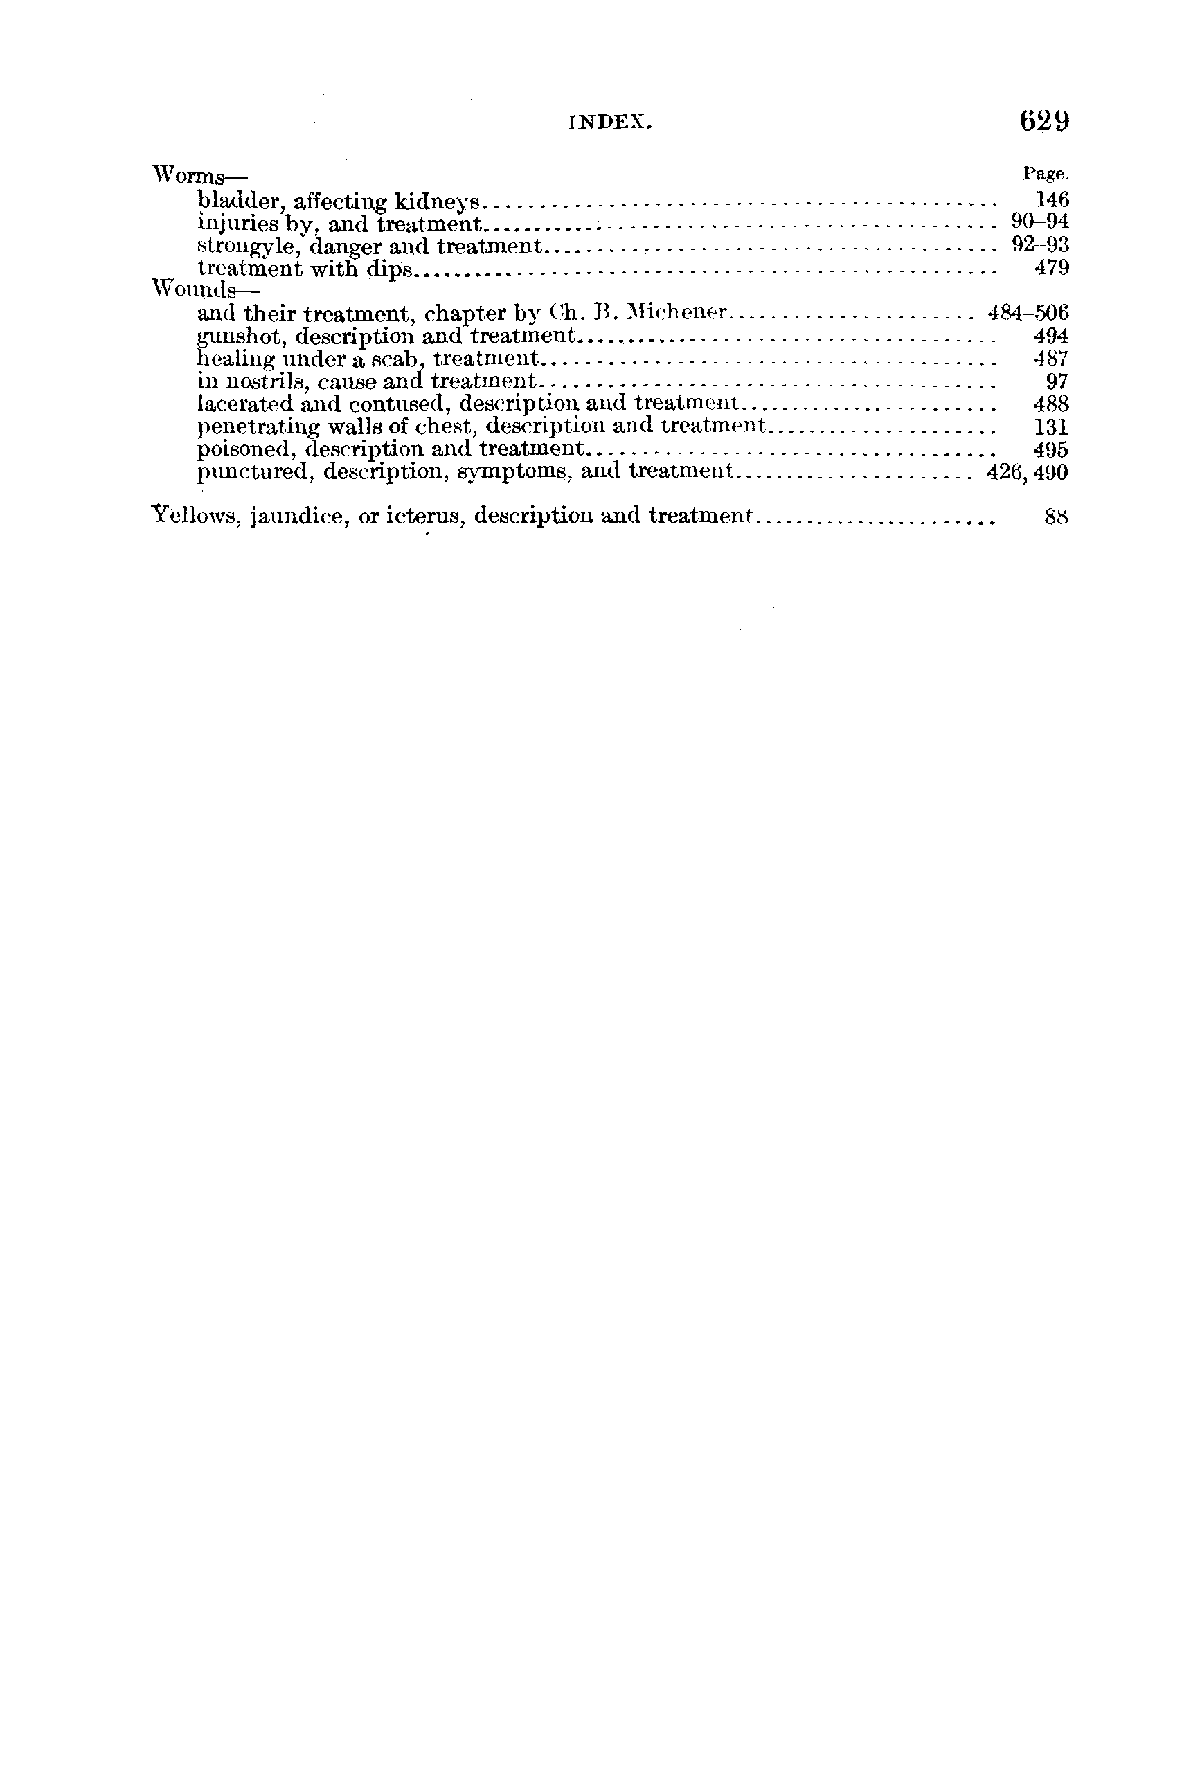 INDEX. 629
Worms— Page.
bladder, affecting kidneys 146
injuries by, and treatment 90–94
strongyle, danger and treatment 92–93
treatment with dips 479
Wounds—
and their treatment, chapter by Ch. B. Michener 484–506
gunshot, description and treatment 494
healing under a scab, treatment 487
in nostrils, cause and treatment 97
lacerated and contused, description and treatment 488
penetrating walls of chest, description and treatment 131
poisoned, description and treatment 495
punctured, description, symptoms, and treatment 426, 490
Yellows, jaundice, or icterus, description and treatment 88